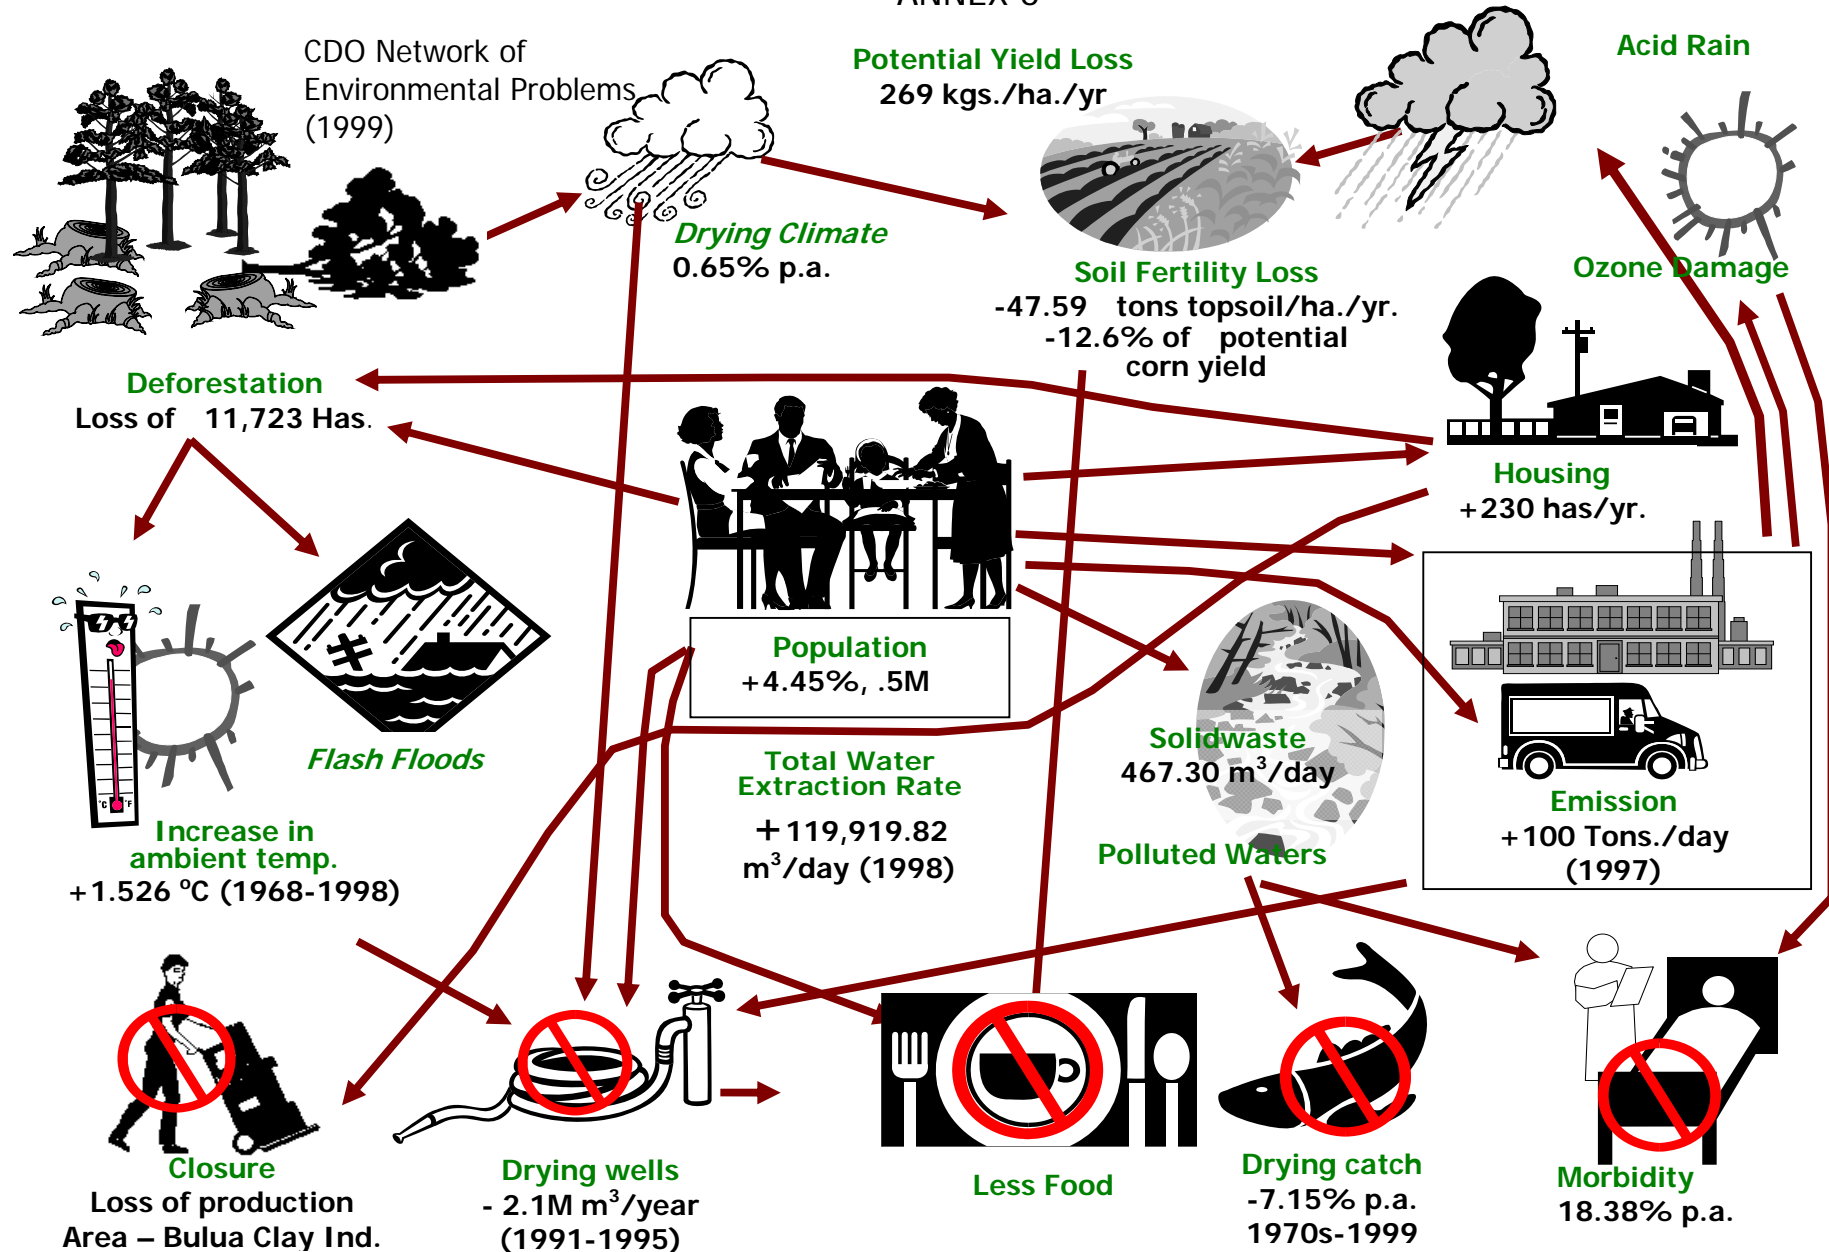 CDO Network of
Environmental Problems
(1999)
Potential Yield Loss
269 kgs./ha./yr
Acid Rain
Drying Climate
0.65% p.a.
Soil Fertility Loss
-47.59 tons topsoil/ha./yr.
-12.6% of potential
corn yield
Ozone Damage
Deforestation
Loss of 11,723 Has.
Housing
+230 has/yr.
Population
+4.45%, .5M
Flash Floods
Total Water
Extraction Rate
+119,919.82
m³/day (1998)
Solidwaste
467.30 m³/day
Polluted Waters
Emission
+100 Tons./day
(1997)
°C °F
Increase in
ambient temp.
+1.526 °C (1968-1998)
Closure
Loss of production
Area – Bulua Clay Ind.
Drying wells
- 2.1M m³/year
(1991-1995)
Less Food
Drying catch
-7.15% p.a.
1970s-1999
Morbidity
18.38% p.a.